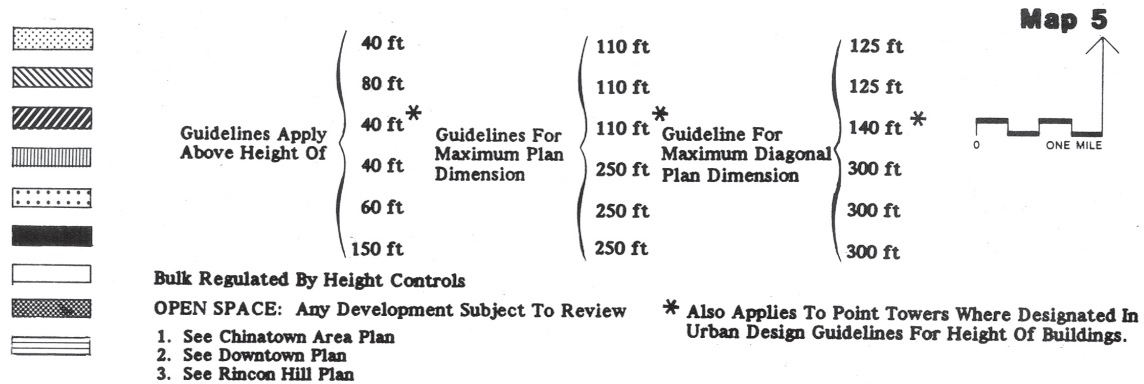 Map 5
Guidelines Apply
Above Height Of
40 ft
80 ft
40 ft*
40 ft
60 ft
150 ft
Guidelines For
Maximum Plan
Dimension
110 ft
110 ft
110 ft*
250 ft
250 ft
250 ft
Guideline For
Maximum Diagonal
Plan Dimension
125 ft
125 ft
140 ft *
300 ft
300 ft
300 ft
0 ONE MILE
Bulk Regulated By Height Controls
OPEN SPACE: Any Development Subject To Review
1. See Chinatown Area Plan
2. See Downtown Plan
3. See Rincon Hill Plan
* Also Applies To Point Towers Where Designated In
Urban Design Guidelines For Height Of Buildings.